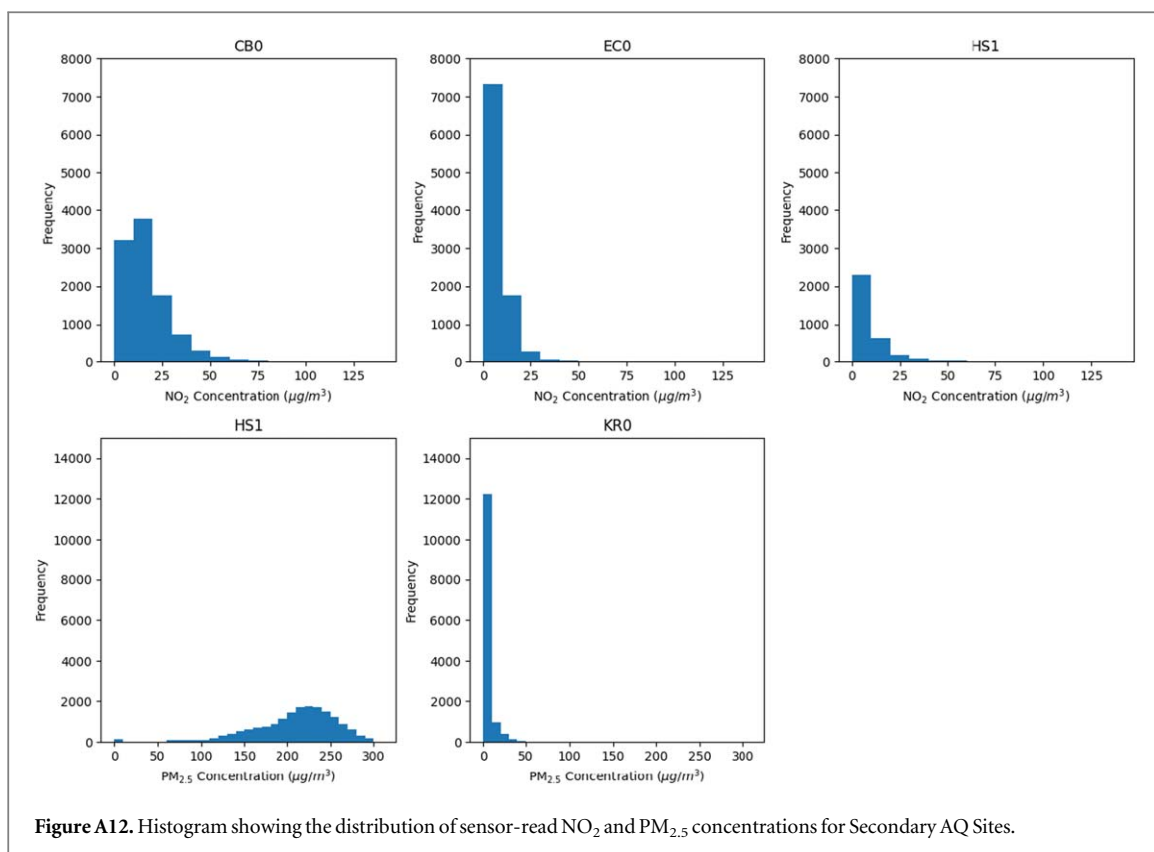 CB0
8000
7000
6000
5000
4000
3000
2000
1000
0
Frequency
0 25 50 75 100 125
NO₂ Concentration (μg/m³)
EC0
8000
7000
6000
5000
4000
3000
2000
1000
0
Frequency
0 25 50 75 100 125
NO₂ Concentration (μg/m³)
HS1
8000
7000
6000
5000
4000
3000
2000
1000
0
Frequency
0 25 50 75 100 125
NO₂ Concentration (μg/m³)
HS1
14000
12000
10000
8000
6000
4000
2000
0
Frequency
0 50 100 150 200 250 300
PM₂.₅ Concentration (μg/m³)
KR0
14000
12000
10000
8000
6000
4000
2000
0
Frequency
0 50 100 150 200 250 300
PM₂.₅ Concentration (μg/m³)
Figure A12. Histogram showing the distribution of sensor-read NO₂ and PM₂.₅ concentrations for Secondary AQ Sites.